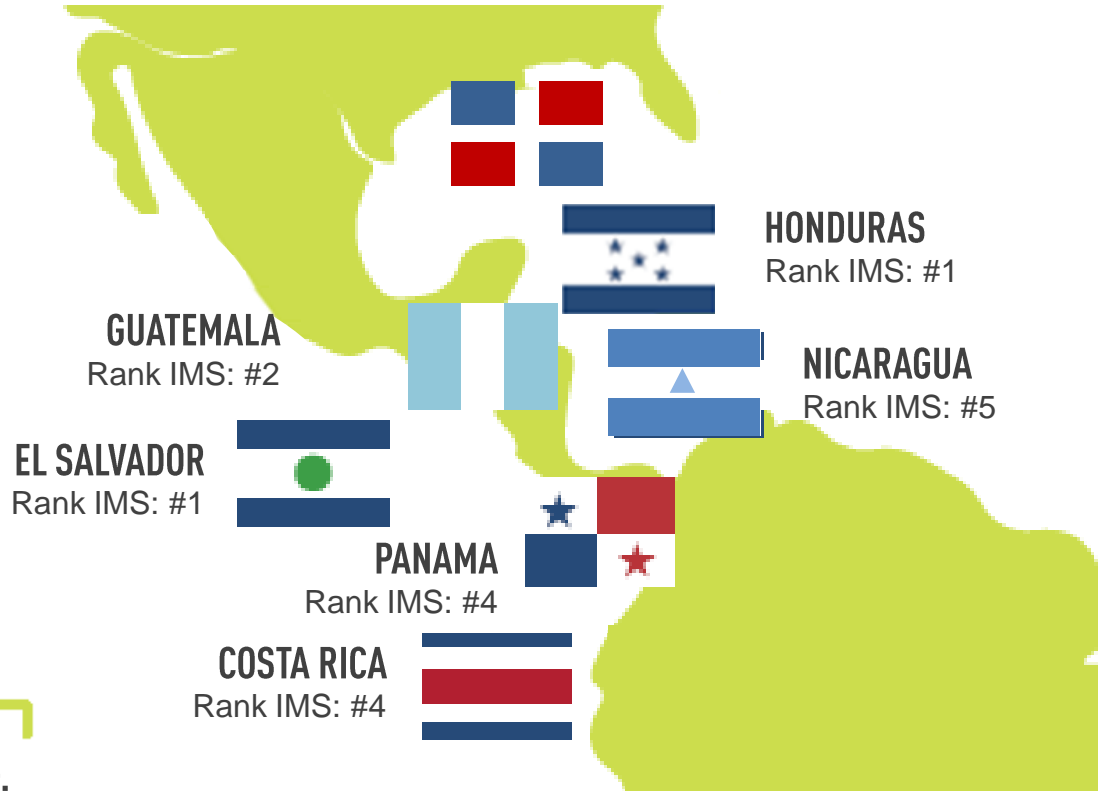 HONDURAS
Rank IMS: #1
GUATEMALA
Rank IMS: #2
NICARAGUA
Rank IMS: #5
EL SALVADOR
Rank IMS: #1
PANAMA
Rank IMS: #4
COSTA RICA
Rank IMS: #4